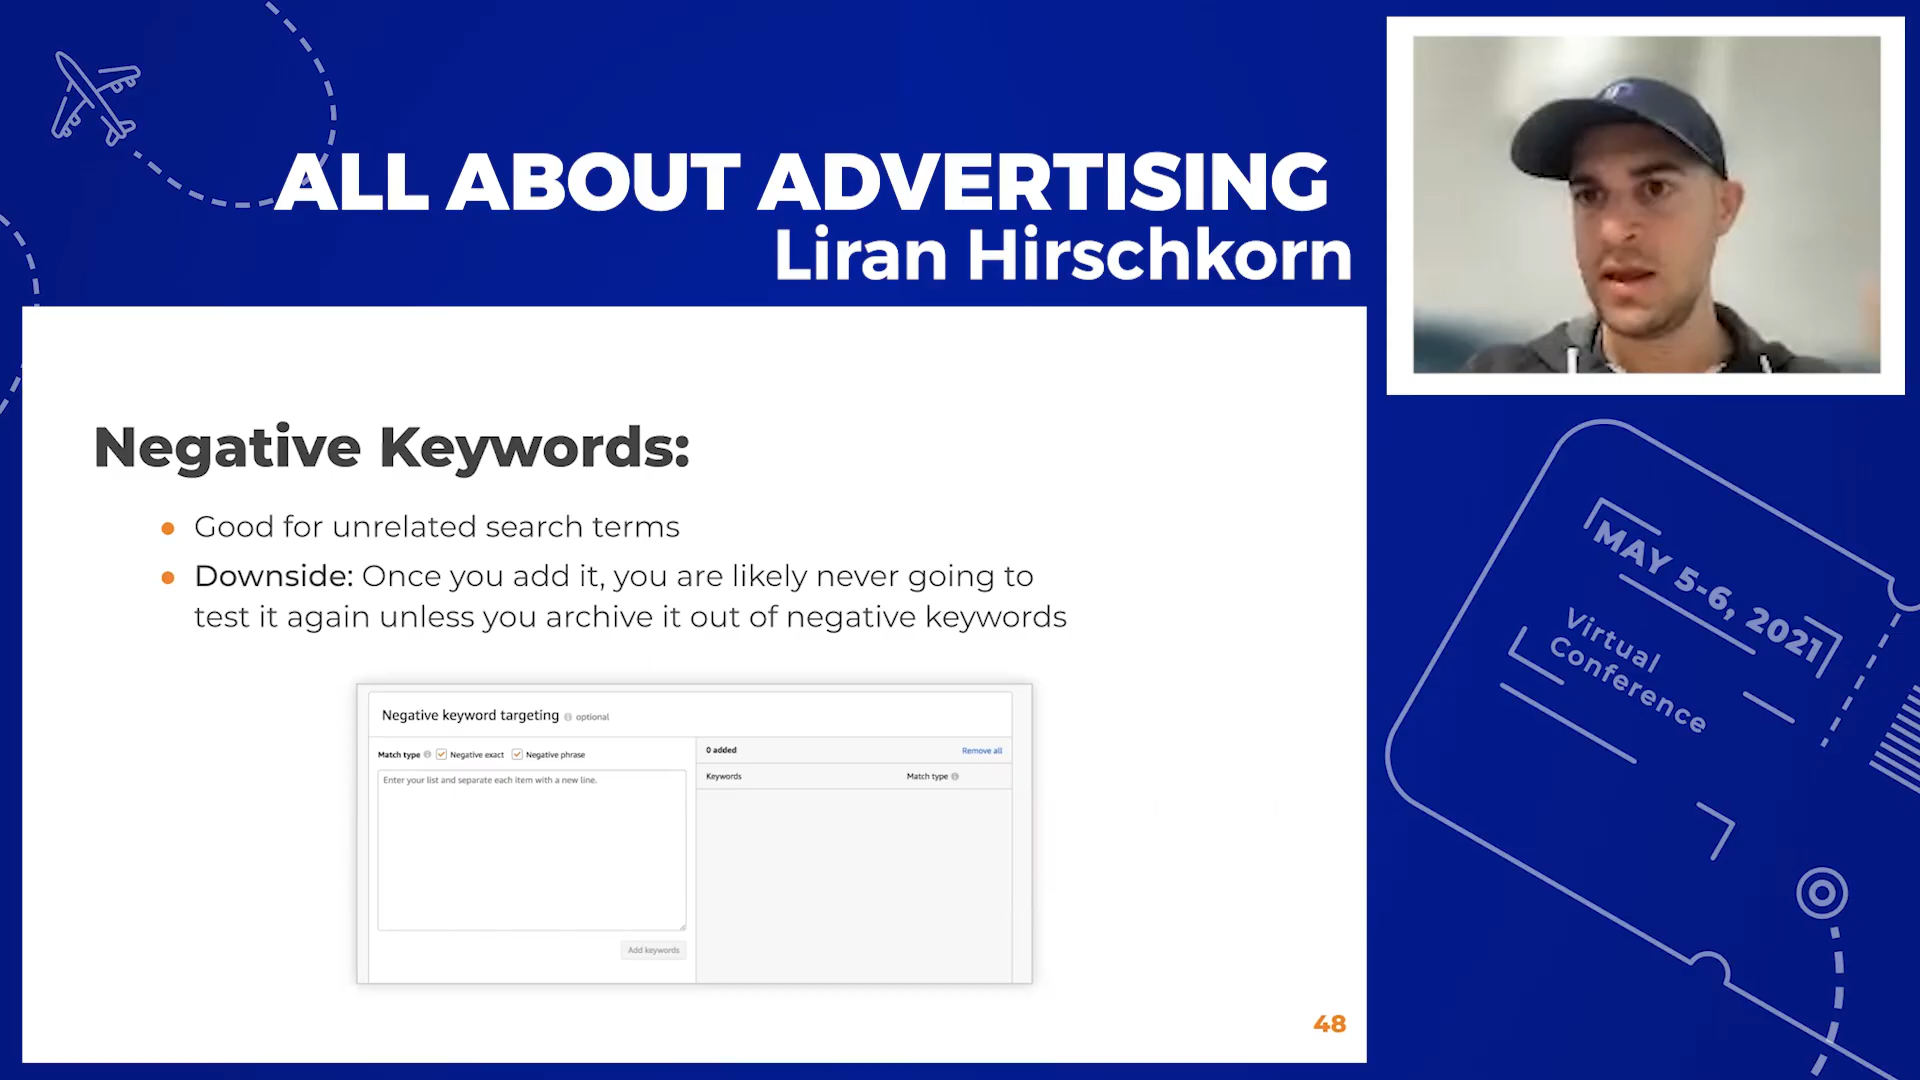 ALL ABOUT ADVERTISING
Liran Hirschkorn
Negative Keywords:
Good for unrelated search terms
Downside: Once you add it, you are likely never going to
test it again unless you archive it out of negative keywords
Negative keyword targeting optional
Match type Negative exact Negative phrase
Enter your list and separate each item with a new line.
Add keywords
0 added Remove all
Keywords Match type
48
MAY 5-6, 2021
Virtual
Conference